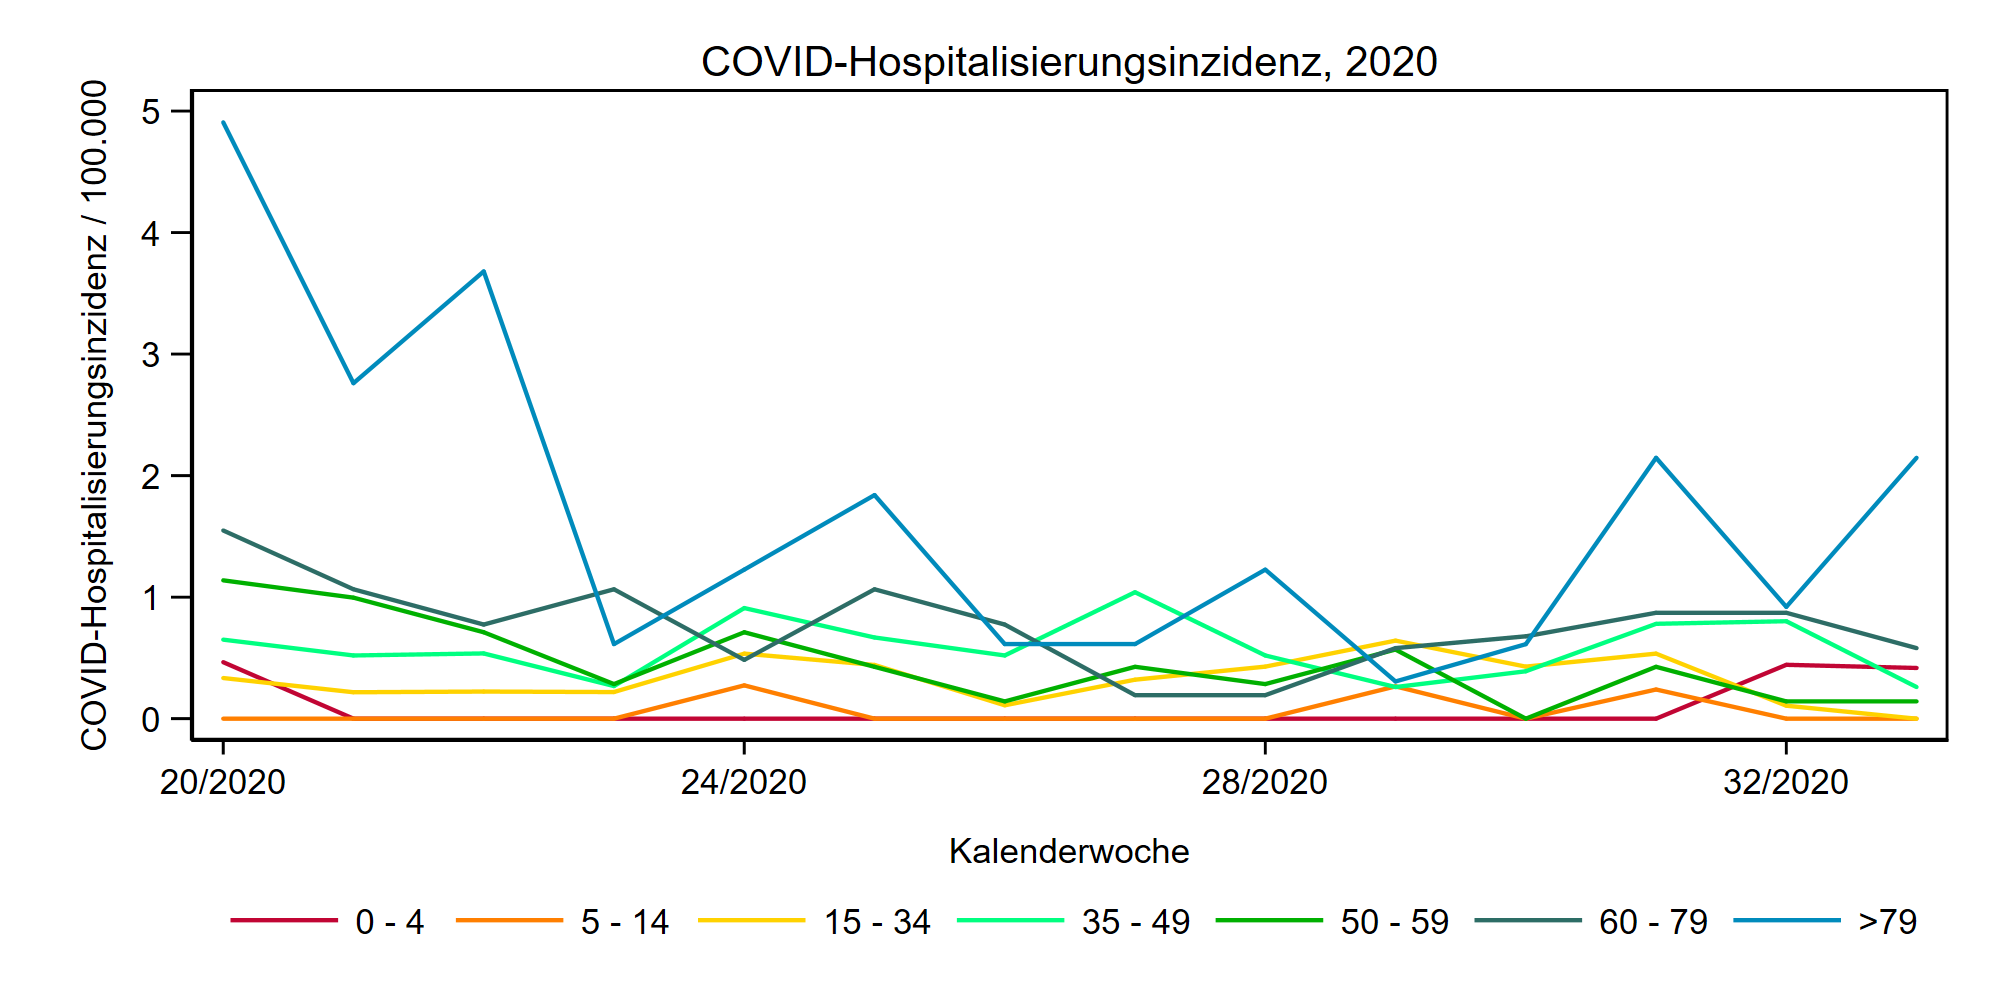 COVID-Hospitalisierungsinzidenz, 2020
COVID-Hospitalisierungsinzidenz / 100.000
5
4
3
2
1
0
20/2020 24/2020 28/2020 32/2020
Kalenderwoche
0 - 4 5 - 14 15 - 34 35 - 49 50 - 59 60 - 79 >79